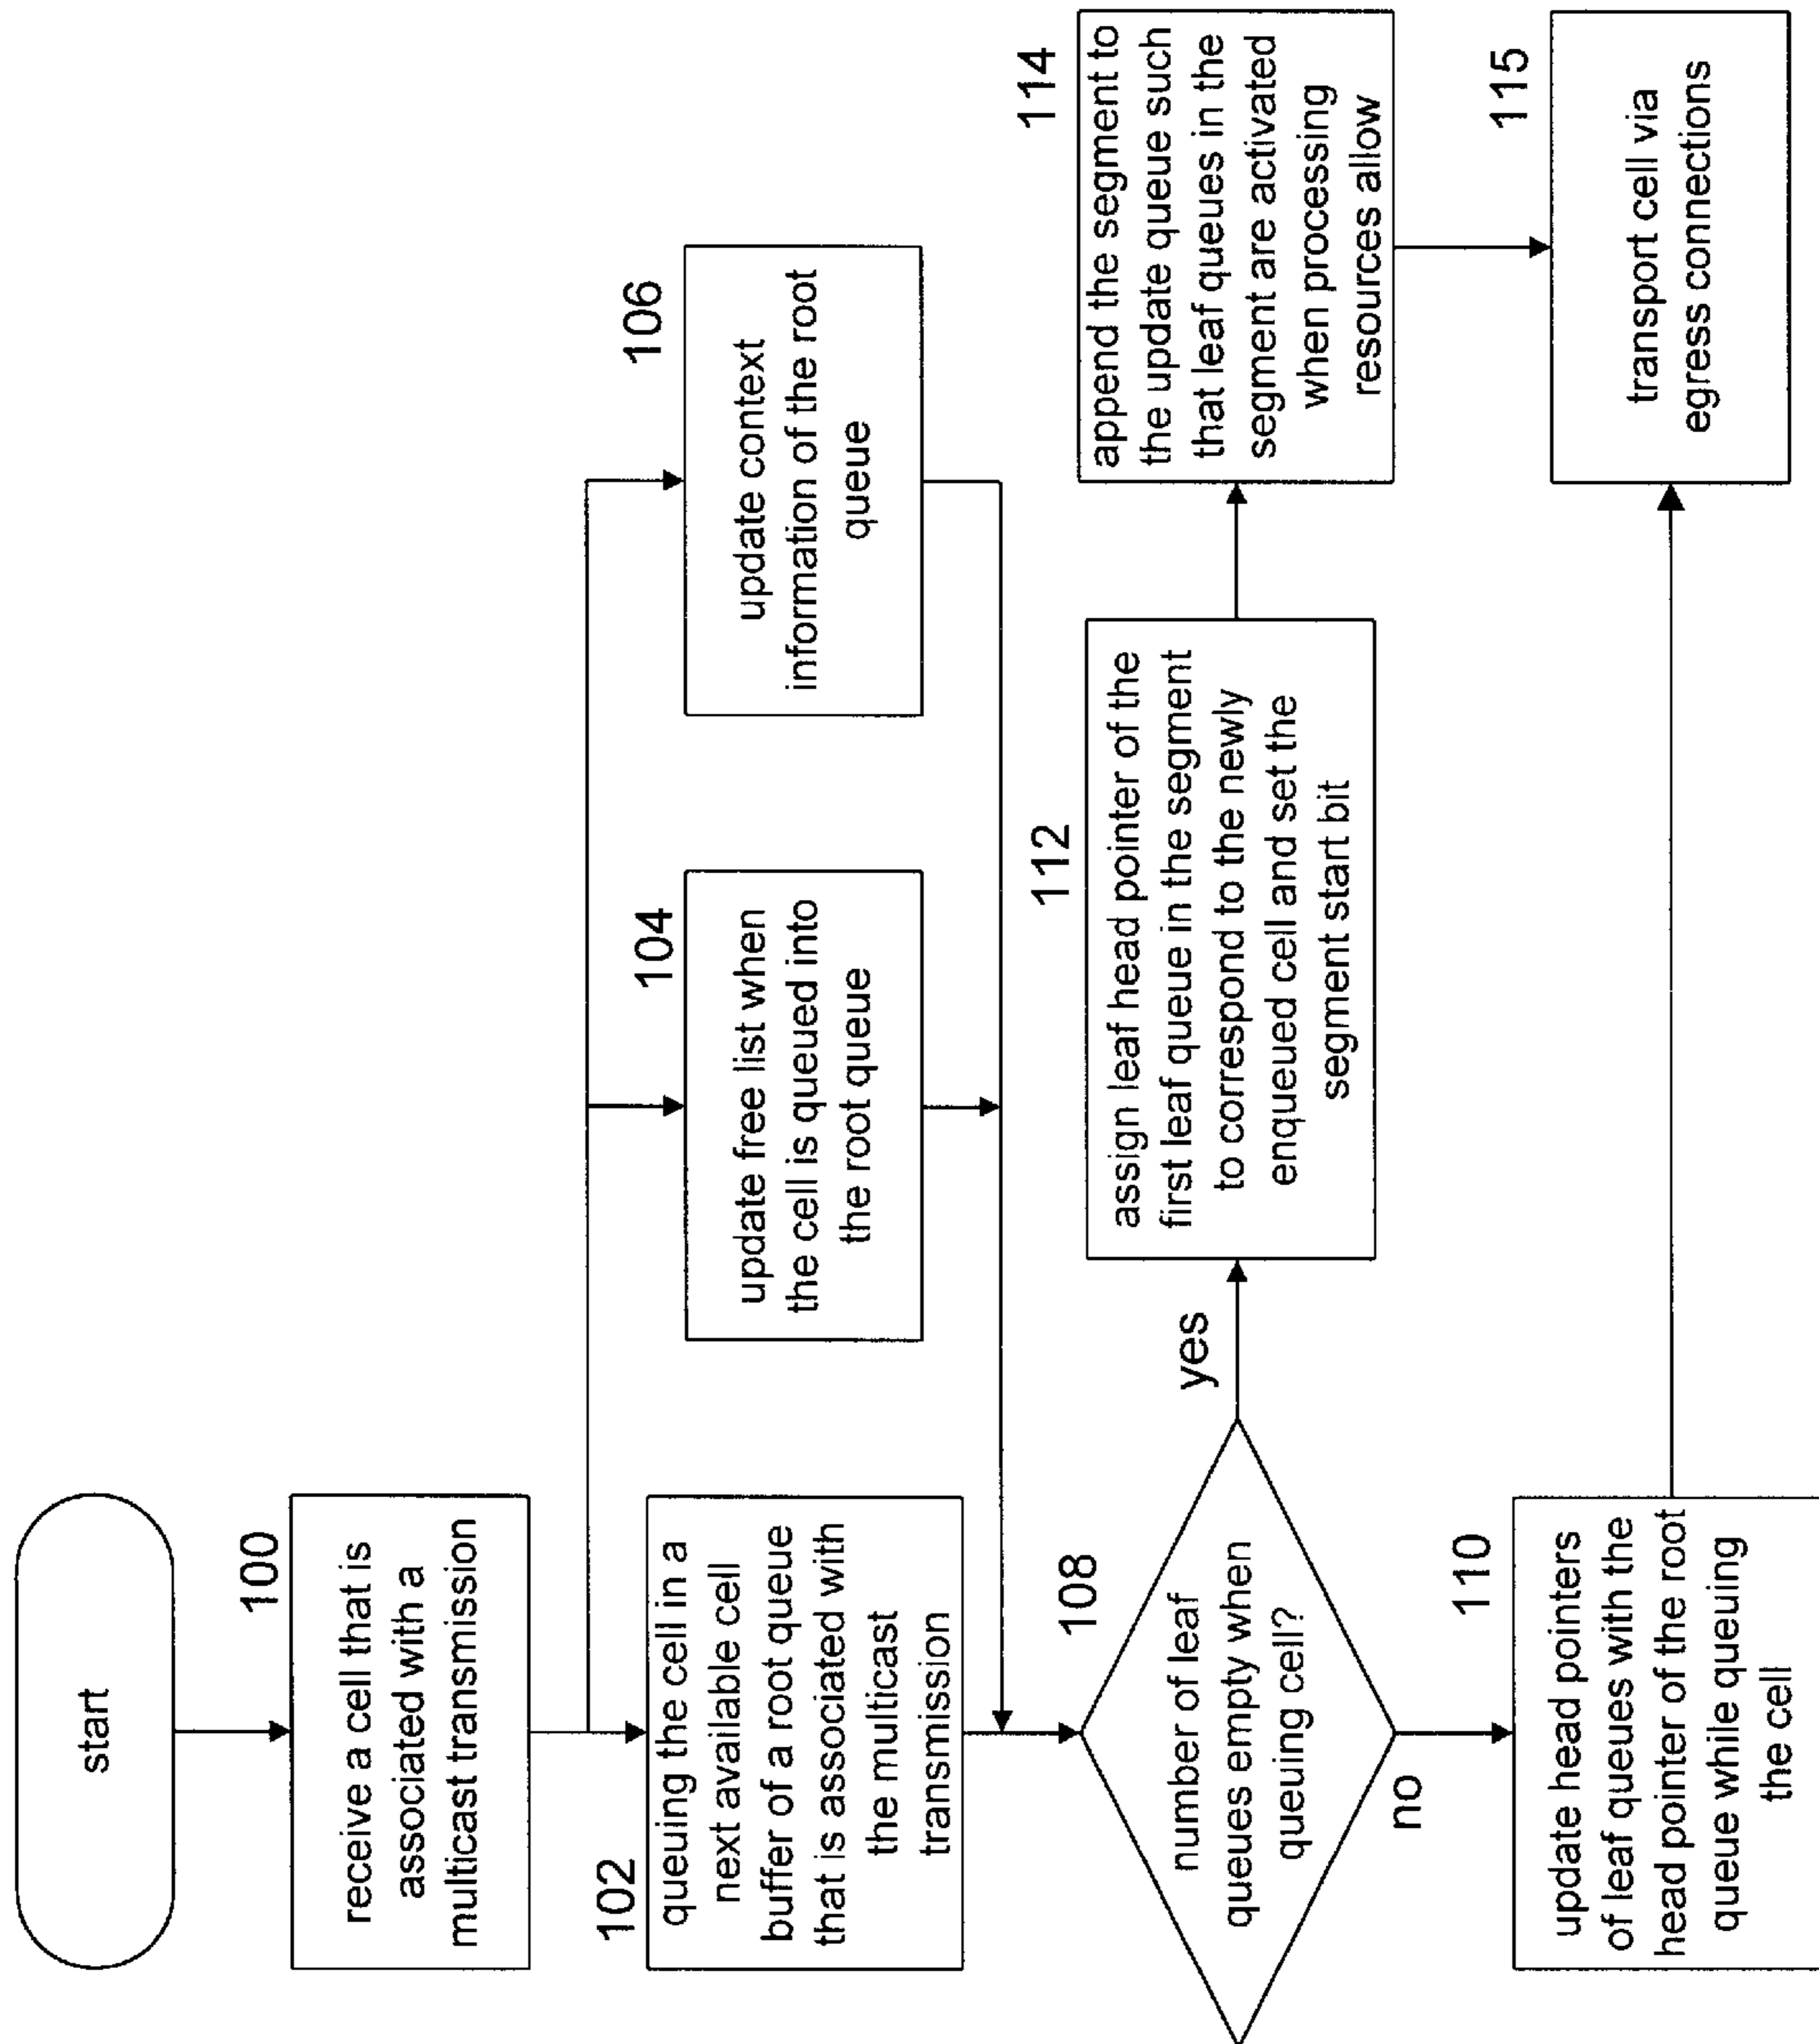 start
100
receive a cell that is
associated with a
multicast transmission
102
queuing the cell in a
next available cell
buffer of a root queue
that is associated with
the multicast
transmission
104
update free list when
the cell is queued into
the root queue
106
update context
information of the root
queue
108
number of leaf
queues empty when
queuing cell?
yes
no
110
update head pointers
of leaf queues with the
head pointer of the root
queue while queuing
the cell
112
assign leaf head pointer of the
first leaf queue in the segment
to correspond to the newly
enqueued cell and set the
segment start bit
114
append the segment to
the update queue such
that leaf queues in the
segment are activated
when processing
resources allow
115
transport cell via
egress connections